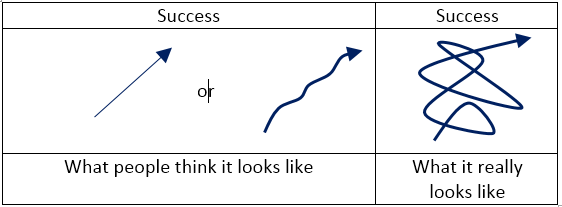 Success
Success
or
What people think it looks like
What it really
looks like